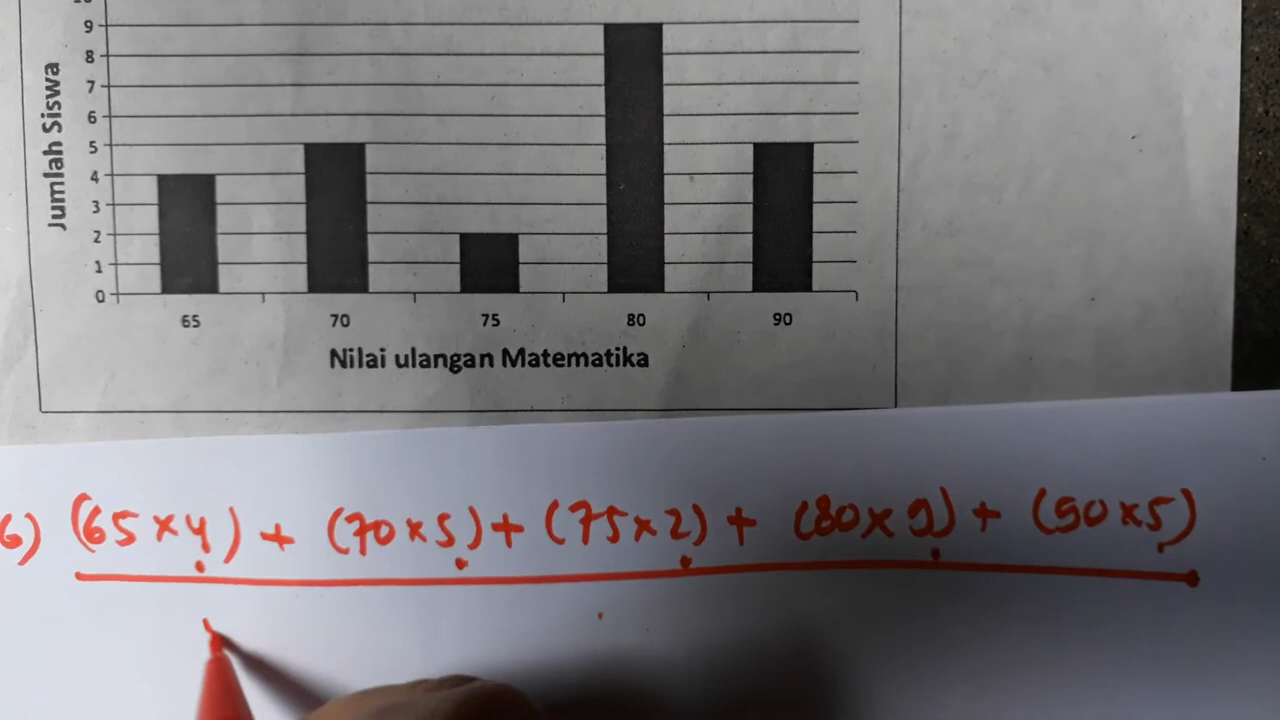 9
8
7
6
5
4
3
2
1
0
Jumlah Siswa
65 70 75 80 90
Nilai ulangan Matematika
6) (65 x 4) + (70 x 5) + (75 x 2) + (80 x 9) + (90 x 5)